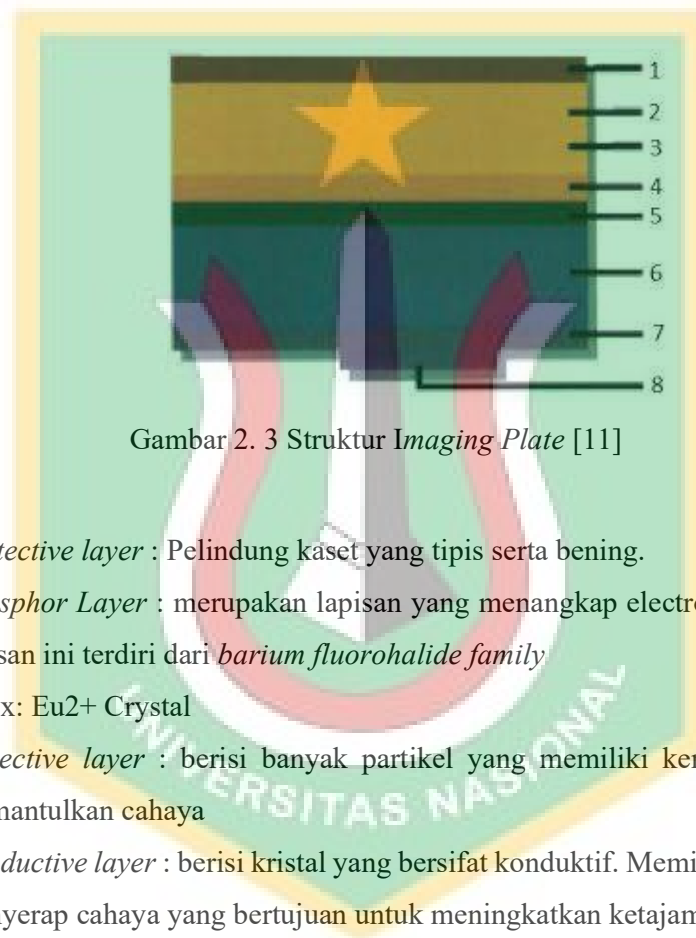 1
2
3
4
5
6
7
8
Gambar 2. 3 Struktur Imaging Plate [11]
tective layer : Pelindung kaset yang tipis serta bening.
sphor Layer : merupakan lapisan yang menangkap electro
san ini terdiri dari barium fluorohalide family
x: Eu2+ Crystal
ective layer : berisi banyak partikel yang memiliki ker
mantulkan cahaya
ductive layer : berisi kristal yang bersifat konduktif. Memi
nyerap cahaya yang bertujuan untuk meningkatkan ketajam
UNIVERSITAS NASIONAL